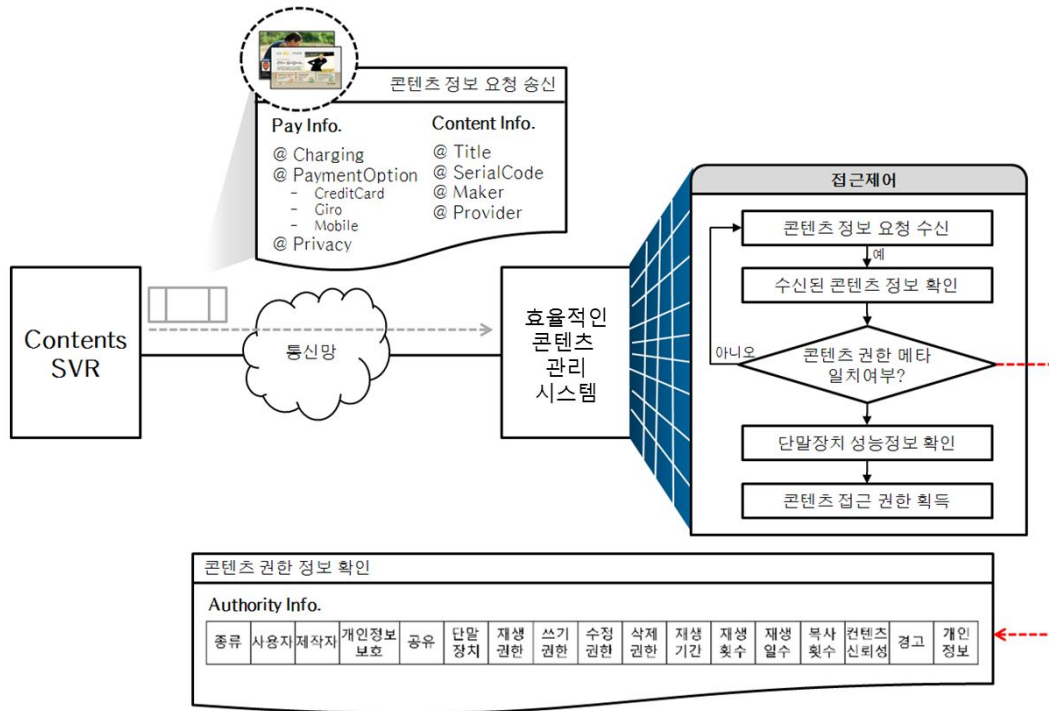 콘텐츠 정보 요청 송신
Pay Info.
@ Charging
@ PaymentOption
- CreditCard
- Giro
- Mobile
@ Privacy
Content Info.
@ Title
@ SerialCode
@ Maker
@ Provider
Contents
SVR
통신망
효율적인
콘텐츠
관리
시스템
접근제어
콘텐츠 정보 요청 수신
예
수신된 콘텐츠 정보 확인
아니오
콘텐츠 권한 메타
일치여부?
단말장치 성능정보 확인
콘텐츠 접근 권한 획득
콘텐츠 권한 정보 확인
Authority Info.
종류
사용자
제작자
개인정보
보호
공유
단말
장치
재생
권한
쓰기
권한
수정
권한
삭제
권한
재생
기간
재생
횟수
재생
일수
복사
횟수
컨텐츠
신뢰성
경고
개인
정보